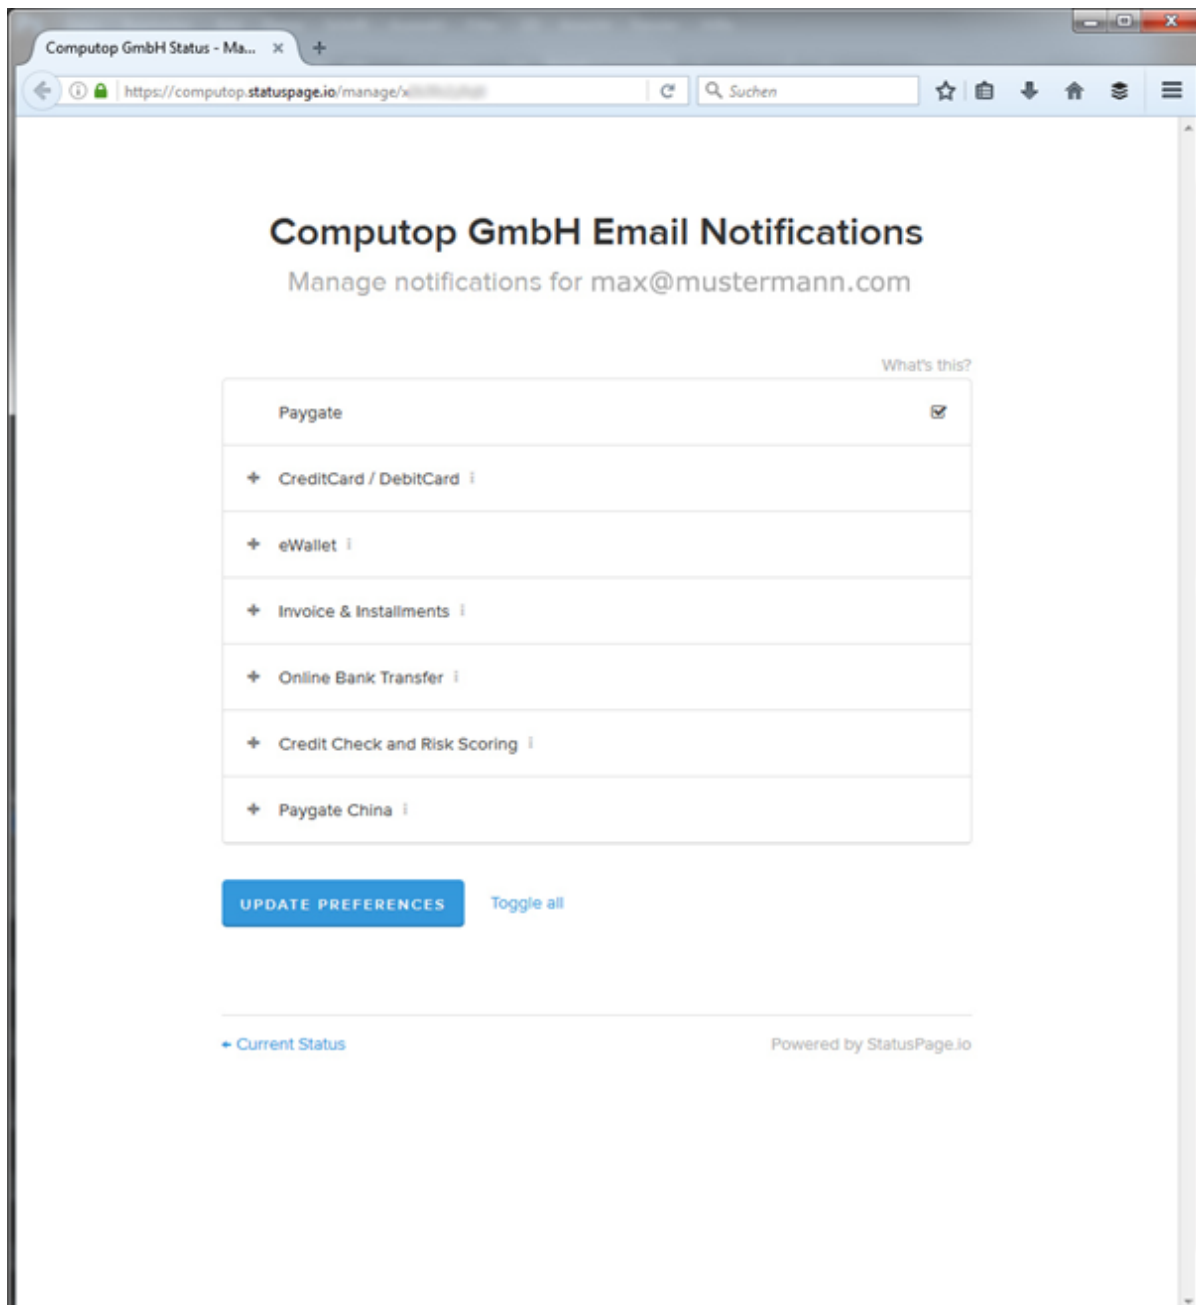 Computop GmbH Status - Ma...
https://computop.statuspage.io/manage/x
Suchen
Computop GmbH Email Notifications
Manage notifications for max@mustermann.com
What's this?
Paygate
CreditCard / DebitCard
eWallet
Invoice & Installments
Online Bank Transfer
Credit Check and Risk Scoring
Paygate China
UPDATE PREFERENCES
Toggle all
Current Status
Powered by StatusPage.io